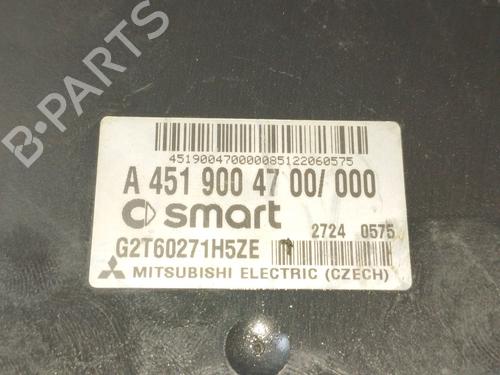 451900470000085122060575
A 451 900 47 00/ 000
smart
2724 0575
G2T60271H5ZE
MITSUBISHI ELECTRIC (CZECH)
B-PARTS